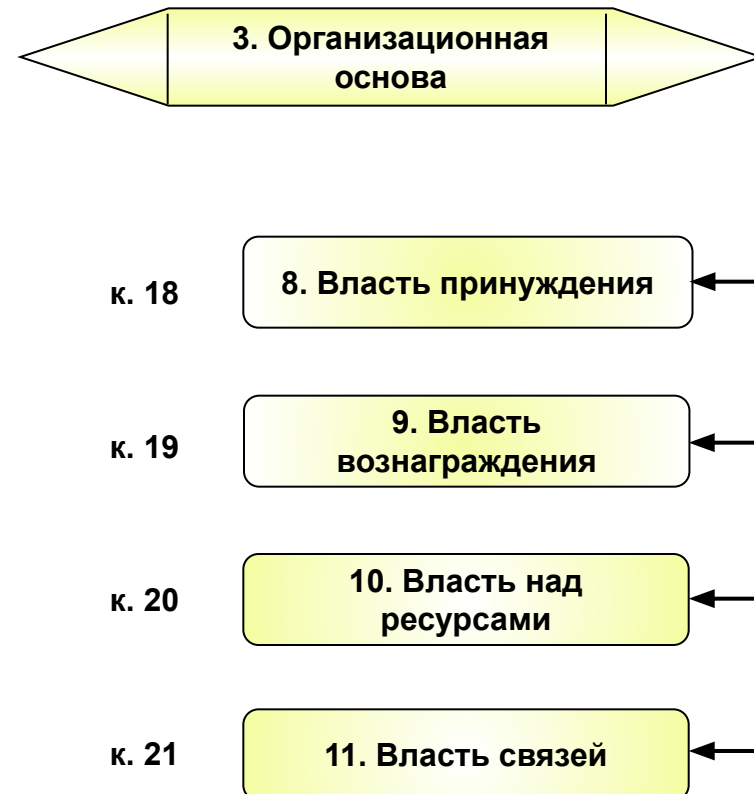 3. Организационная
основа
к. 18
8. Власть принуждения
к. 19
9. Власть
вознаграждения
к. 20
10. Власть над
ресурсами
к. 21
11. Власть связей